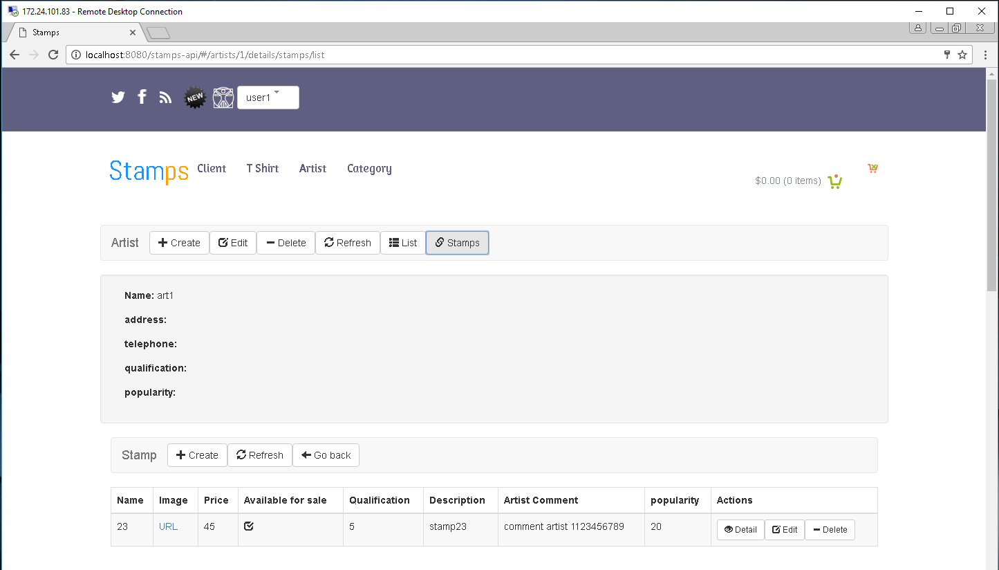 172.24.101.83 - Remote Desktop Connection
Stamps
localhost:8080/stamps-api/#/artists/1/details/stamps/list
NEW user1
Stamps Client T Shirt Artist Category
$0.00 (0 items)
Artist Create Edit Delete Refresh List Stamps
Name: art1
address:
telephone:
qualification:
popularity:
Stamp Create Refresh Go back
Name Image Price Available for sale Qualification Description Artist Comment popularity Actions
23 URL 45 5 stamp23 comment artist 1123456789 20 Detail Edit Delete